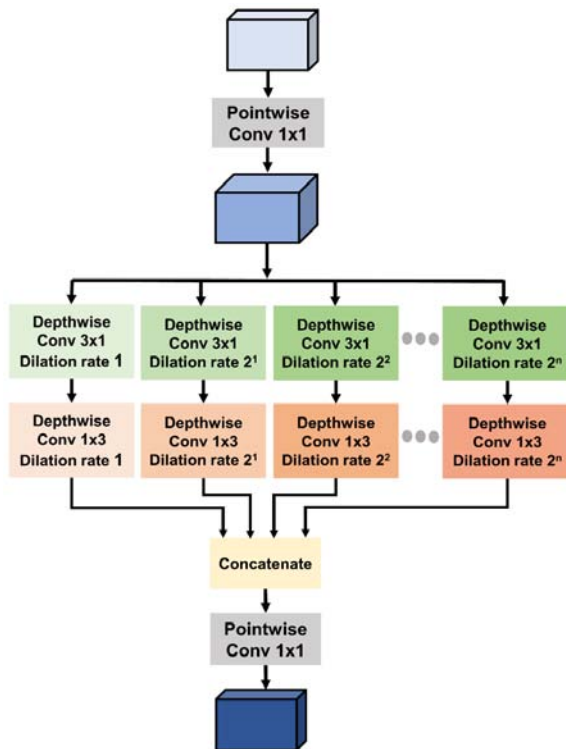 Pointwise
Conv 1x1
Depthwise
Conv 3x1
Dilation rate 1
Depthwise
Conv 3x1
Dilation rate 2¹
Depthwise
Conv 3x1
Dilation rate 2²
Depthwise
Conv 3x1
Dilation rate 2ⁿ
Depthwise
Conv 1x3
Dilation rate 1
Depthwise
Conv 1x3
Dilation rate 2¹
Depthwise
Conv 1x3
Dilation rate 2²
Depthwise
Conv 1x3
Dilation rate 2ⁿ
Concatenate
Pointwise
Conv 1x1